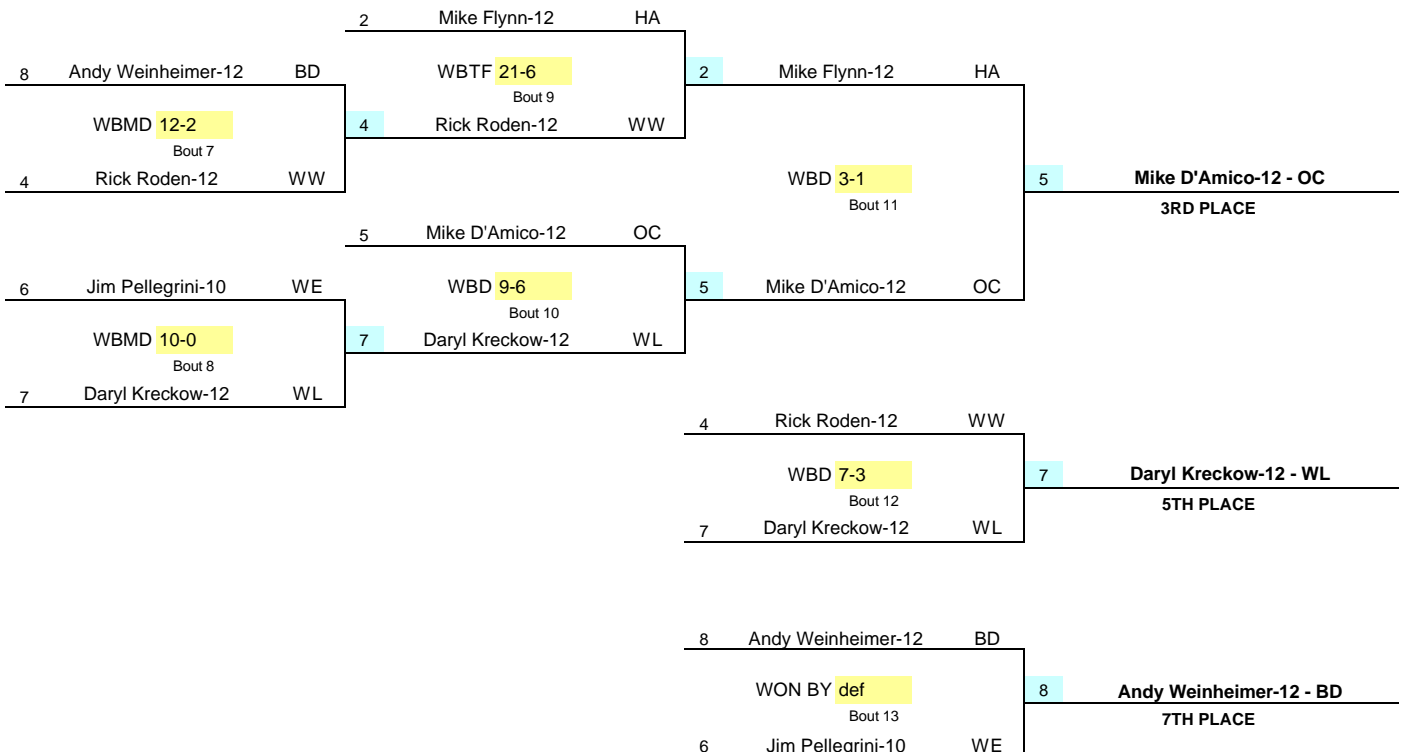 2 Mike Flynn-12 HA
8 Andy Weinheimer-12 BD WBTF 21-6 2 Mike Flynn-12 HA
Bout 9
WBMD 12-2 4 Rick Roden-12 WW
Bout 7
4 Rick Roden-12 WW WBD 3-1 5 Mike D'Amico-12 - OC
Bout 11 3RD PLACE
5 Mike D'Amico-12 OC
6 Jim Pellegrini-10 WE WBD 9-6 5 Mike D'Amico-12 OC
Bout 10
WBMD 10-0 7 Daryl Kreckow-12 WL
Bout 8
7 Daryl Kreckow-12 WL
4 Rick Roden-12 WW
WBD 7-3 7 Daryl Kreckow-12 - WL
Bout 12 5TH PLACE
7 Daryl Kreckow-12 WL
8 Andy Weinheimer-12 BD
WON BY def 8 Andy Weinheimer-12 - BD
Bout 13 7TH PLACE
6 Jim Pellegrini-10 WE